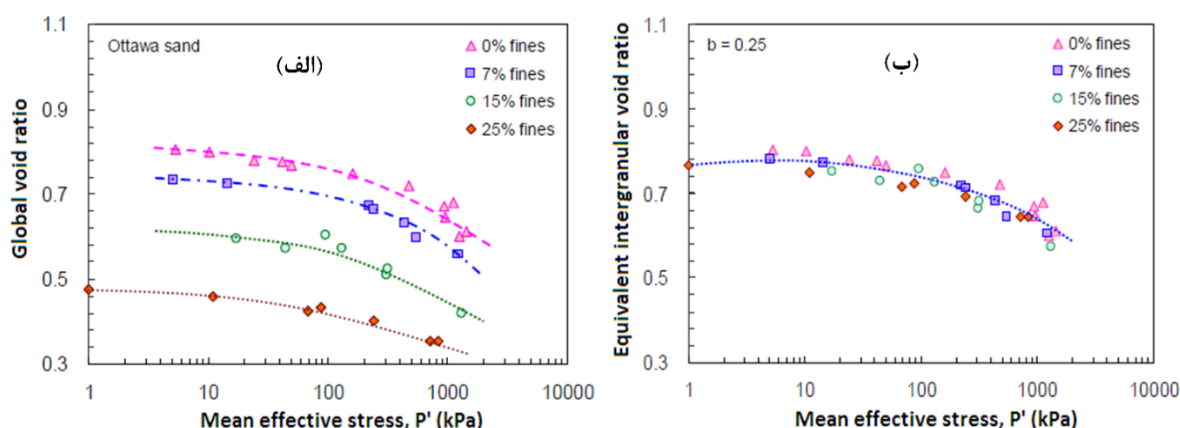 1.1
0.9
0.7
0.5
0.3
Global void ratio
Ottawa sand
(الف)
0% fines
7% fines
15% fines
25% fines
1 10 100 1000 10000
Mean effective stress, P' (kPa)
1.1
0.9
0.7
0.5
0.3
Equivalent intergranular void ratio
b = 0.25
(ب)
0% fines
7% fines
15% fines
25% fines
1 10 100 1000 10000
Mean effective stress, P' (kPa)